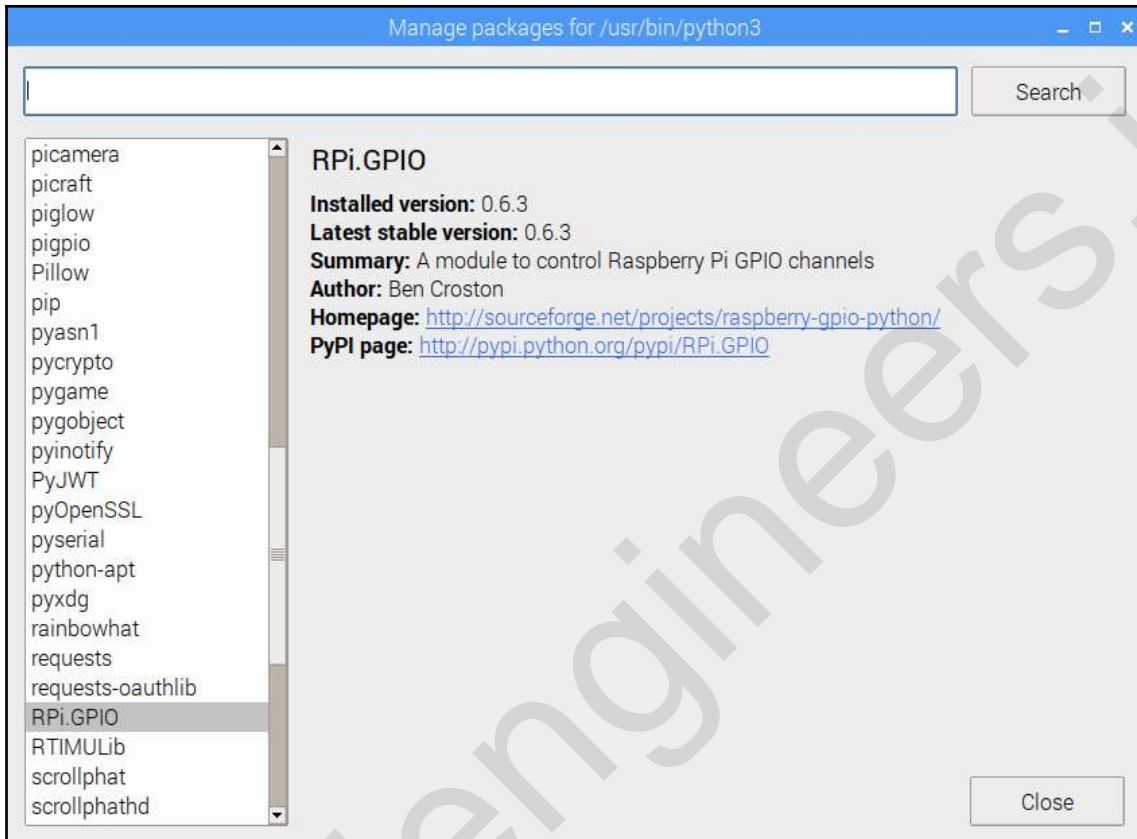 Manage packages for /usr/bin/python3
Search
picamera
picraft
piglow
pigpio
Pillow
pip
pyasn1
pycrypto
pygame
pygobject
pyinotify
PyJWT
pyOpenSSL
pyserial
python-apt
pyxdg
rainbowhat
requests
requests-oauthlib
RPi.GPIO
RTIMULib
scrollphat
scrollphathd
RPi.GPIO
Installed version: 0.6.3
Latest stable version: 0.6.3
Summary: A module to control Raspberry Pi GPIO channels
Author: Ben Croston
Homepage: http://sourceforge.net/projects/raspberry-gpio-python/
PyPI page: http://pypi.python.org/pypi/RPi.GPIO
Close